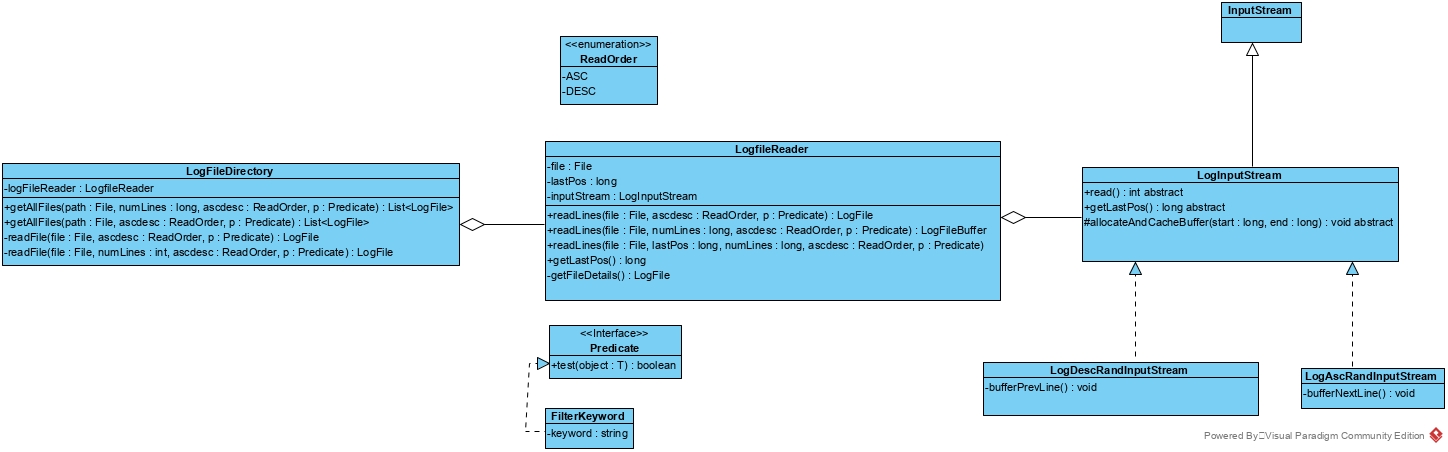 InputStream
<<enumeration>>
ReadOrder
-ASC
-DESC
LogfileReader
-file : File
-lastPos : long
-inputStream : LogInputStream
+readLines(file : File, ascdesc : ReadOrder, p : Predicate) : LogFile
+readLines(file : File, numLines : long, ascdesc : ReadOrder, p : Predicate) : LogFileBuffer
+readLines(file : File, lastPos : long, numLines : long, ascdesc : ReadOrder, p : Predicate)
+getLastPos() : long
-getFileDetails() : LogFile
LogFileDirectory
-logFileReader : LogfileReader
+getAllFiles(path : File, numLines : long, ascdesc : ReadOrder, p : Predicate) : List<LogFile>
+getAllFiles(path : File, ascdesc : ReadOrder, p : Predicate) : List<LogFile>
-readFile(file : File, ascdesc : ReadOrder, p : Predicate) : LogFile
-readFile(file : File, numLines : int, ascdesc : ReadOrder, p : Predicate) : LogFile
LogInputStream
+read() : int abstract
+getLastPos() : long abstract
#allocateAndCacheBuffer(start : long, end : long) : void abstract
<<Interface>>
Predicate
+test(object : T) : boolean
FilterKeyword
-keyword : string
LogDescRandInputStream
-bufferPrevLine() : void
LogAscRandInputStream
-bufferNextLine() : void
Powered By Visual Paradigm Community Edition